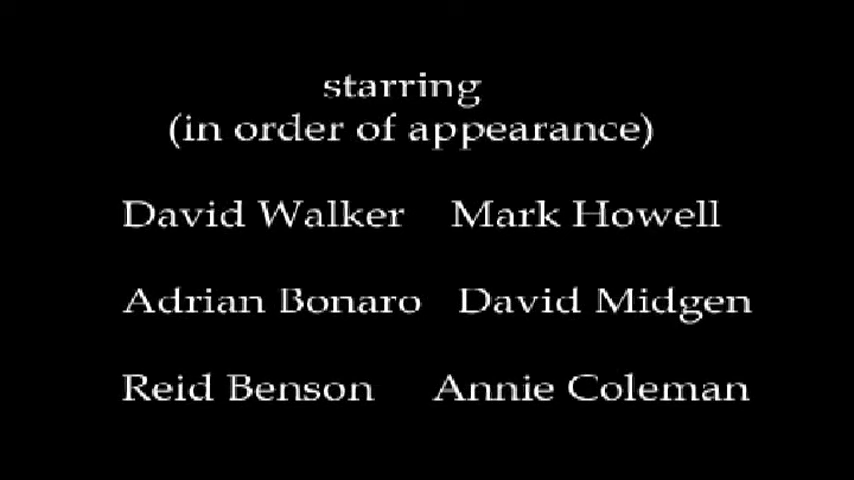 starring
(in order of appearance)
David Walker Mark Howell
Adrian Bonaro David Midgen
Reid Benson Annie Coleman